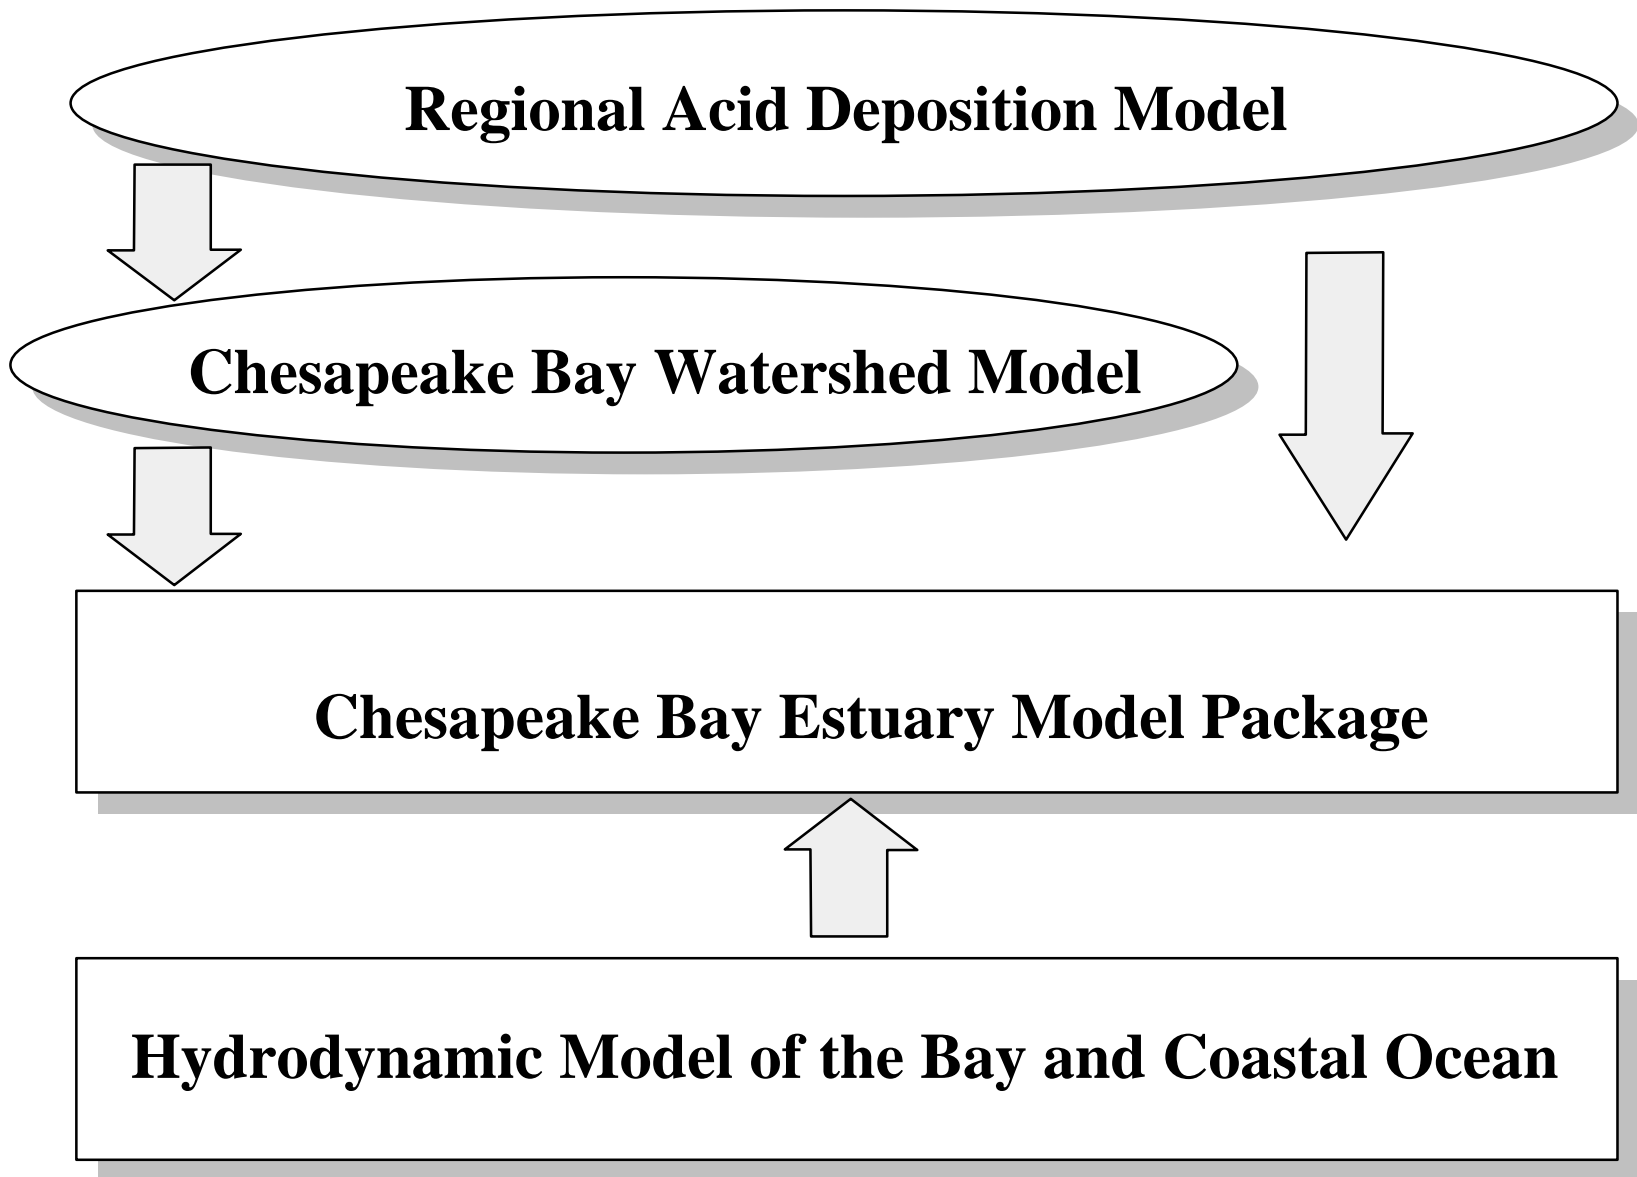 Regional Acid Deposition Model
Chesapeake Bay Watershed Model
Chesapeake Bay Estuary Model Package
Hydrodynamic Model of the Bay and Coastal Ocean